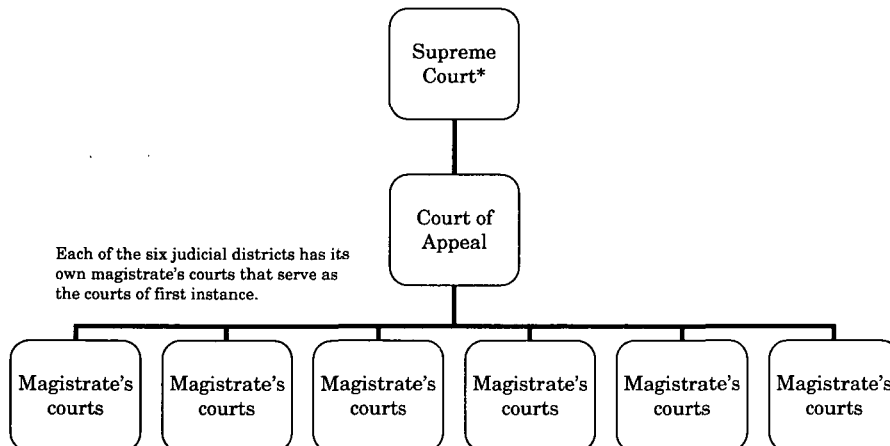 Supreme
Court*
Court of
Appeal
Each of the six judicial districts has its
own magistrate's courts that serve as
the courts of first instance.
Magistrate's
courts
Magistrate's
courts
Magistrate's
courts
Magistrate's
courts
Magistrate's
courts
Magistrate's
courts